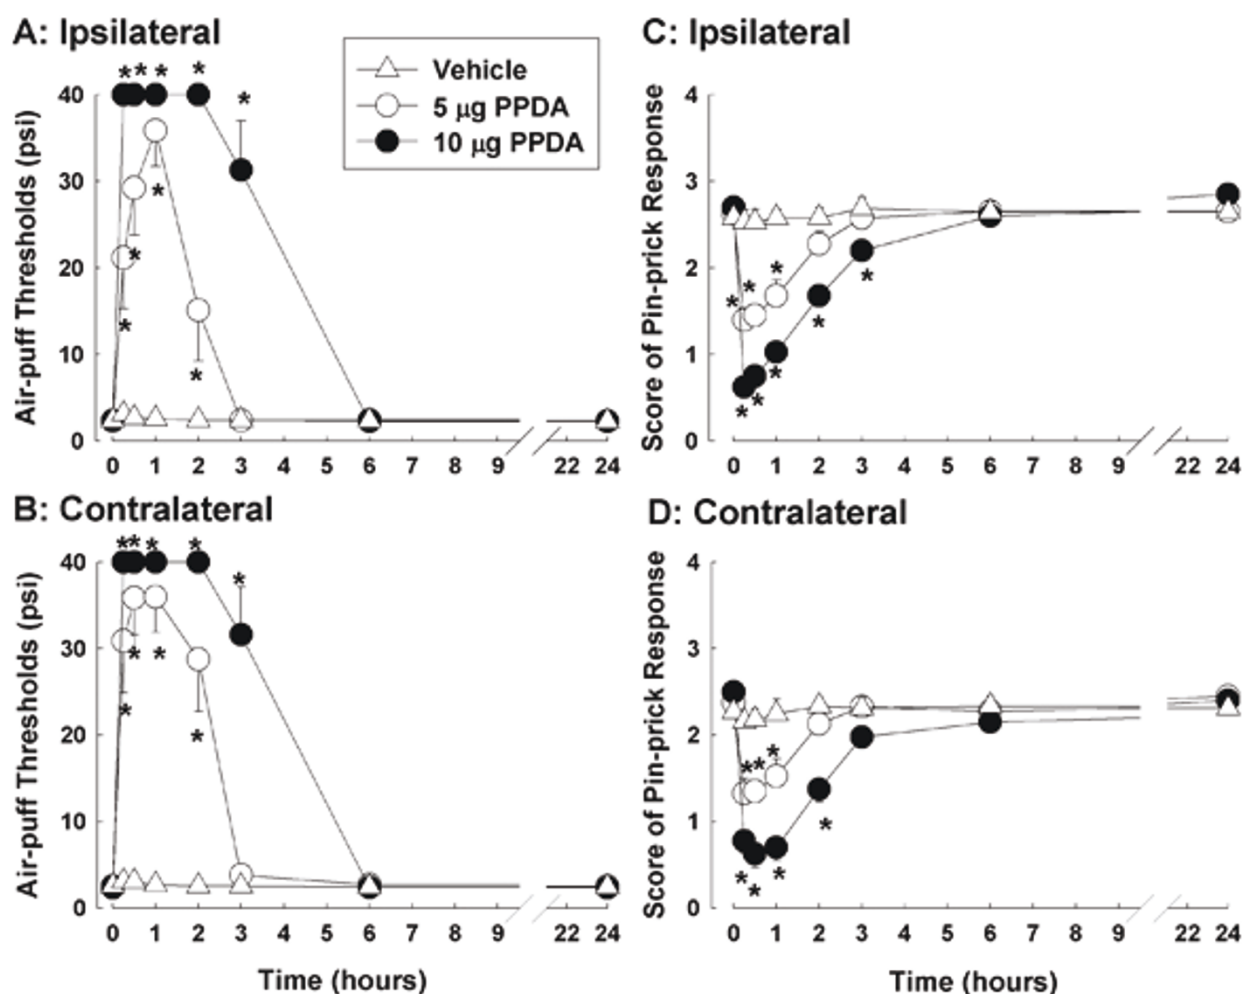 A: Ipsilateral
Vehicle
5 μg PPDA
10 μg PPDA
Air-puff Thresholds (psi)
40
30
20
10
0
0 1 2 3 4 5 6 7 8 9 22 24
C: Ipsilateral
Score of Pin-prick Response
4
3
2
1
0
0 1 2 3 4 5 6 7 8 9 22 24
B: Contralateral
Air-puff Thresholds (psi)
40
30
20
10
0
0 1 2 3 4 5 6 7 8 9 22 24
Time (hours)
D: Contralateral
Score of Pin-prick Response
4
3
2
1
0
0 1 2 3 4 5 6 7 8 9 22 24
Time (hours)